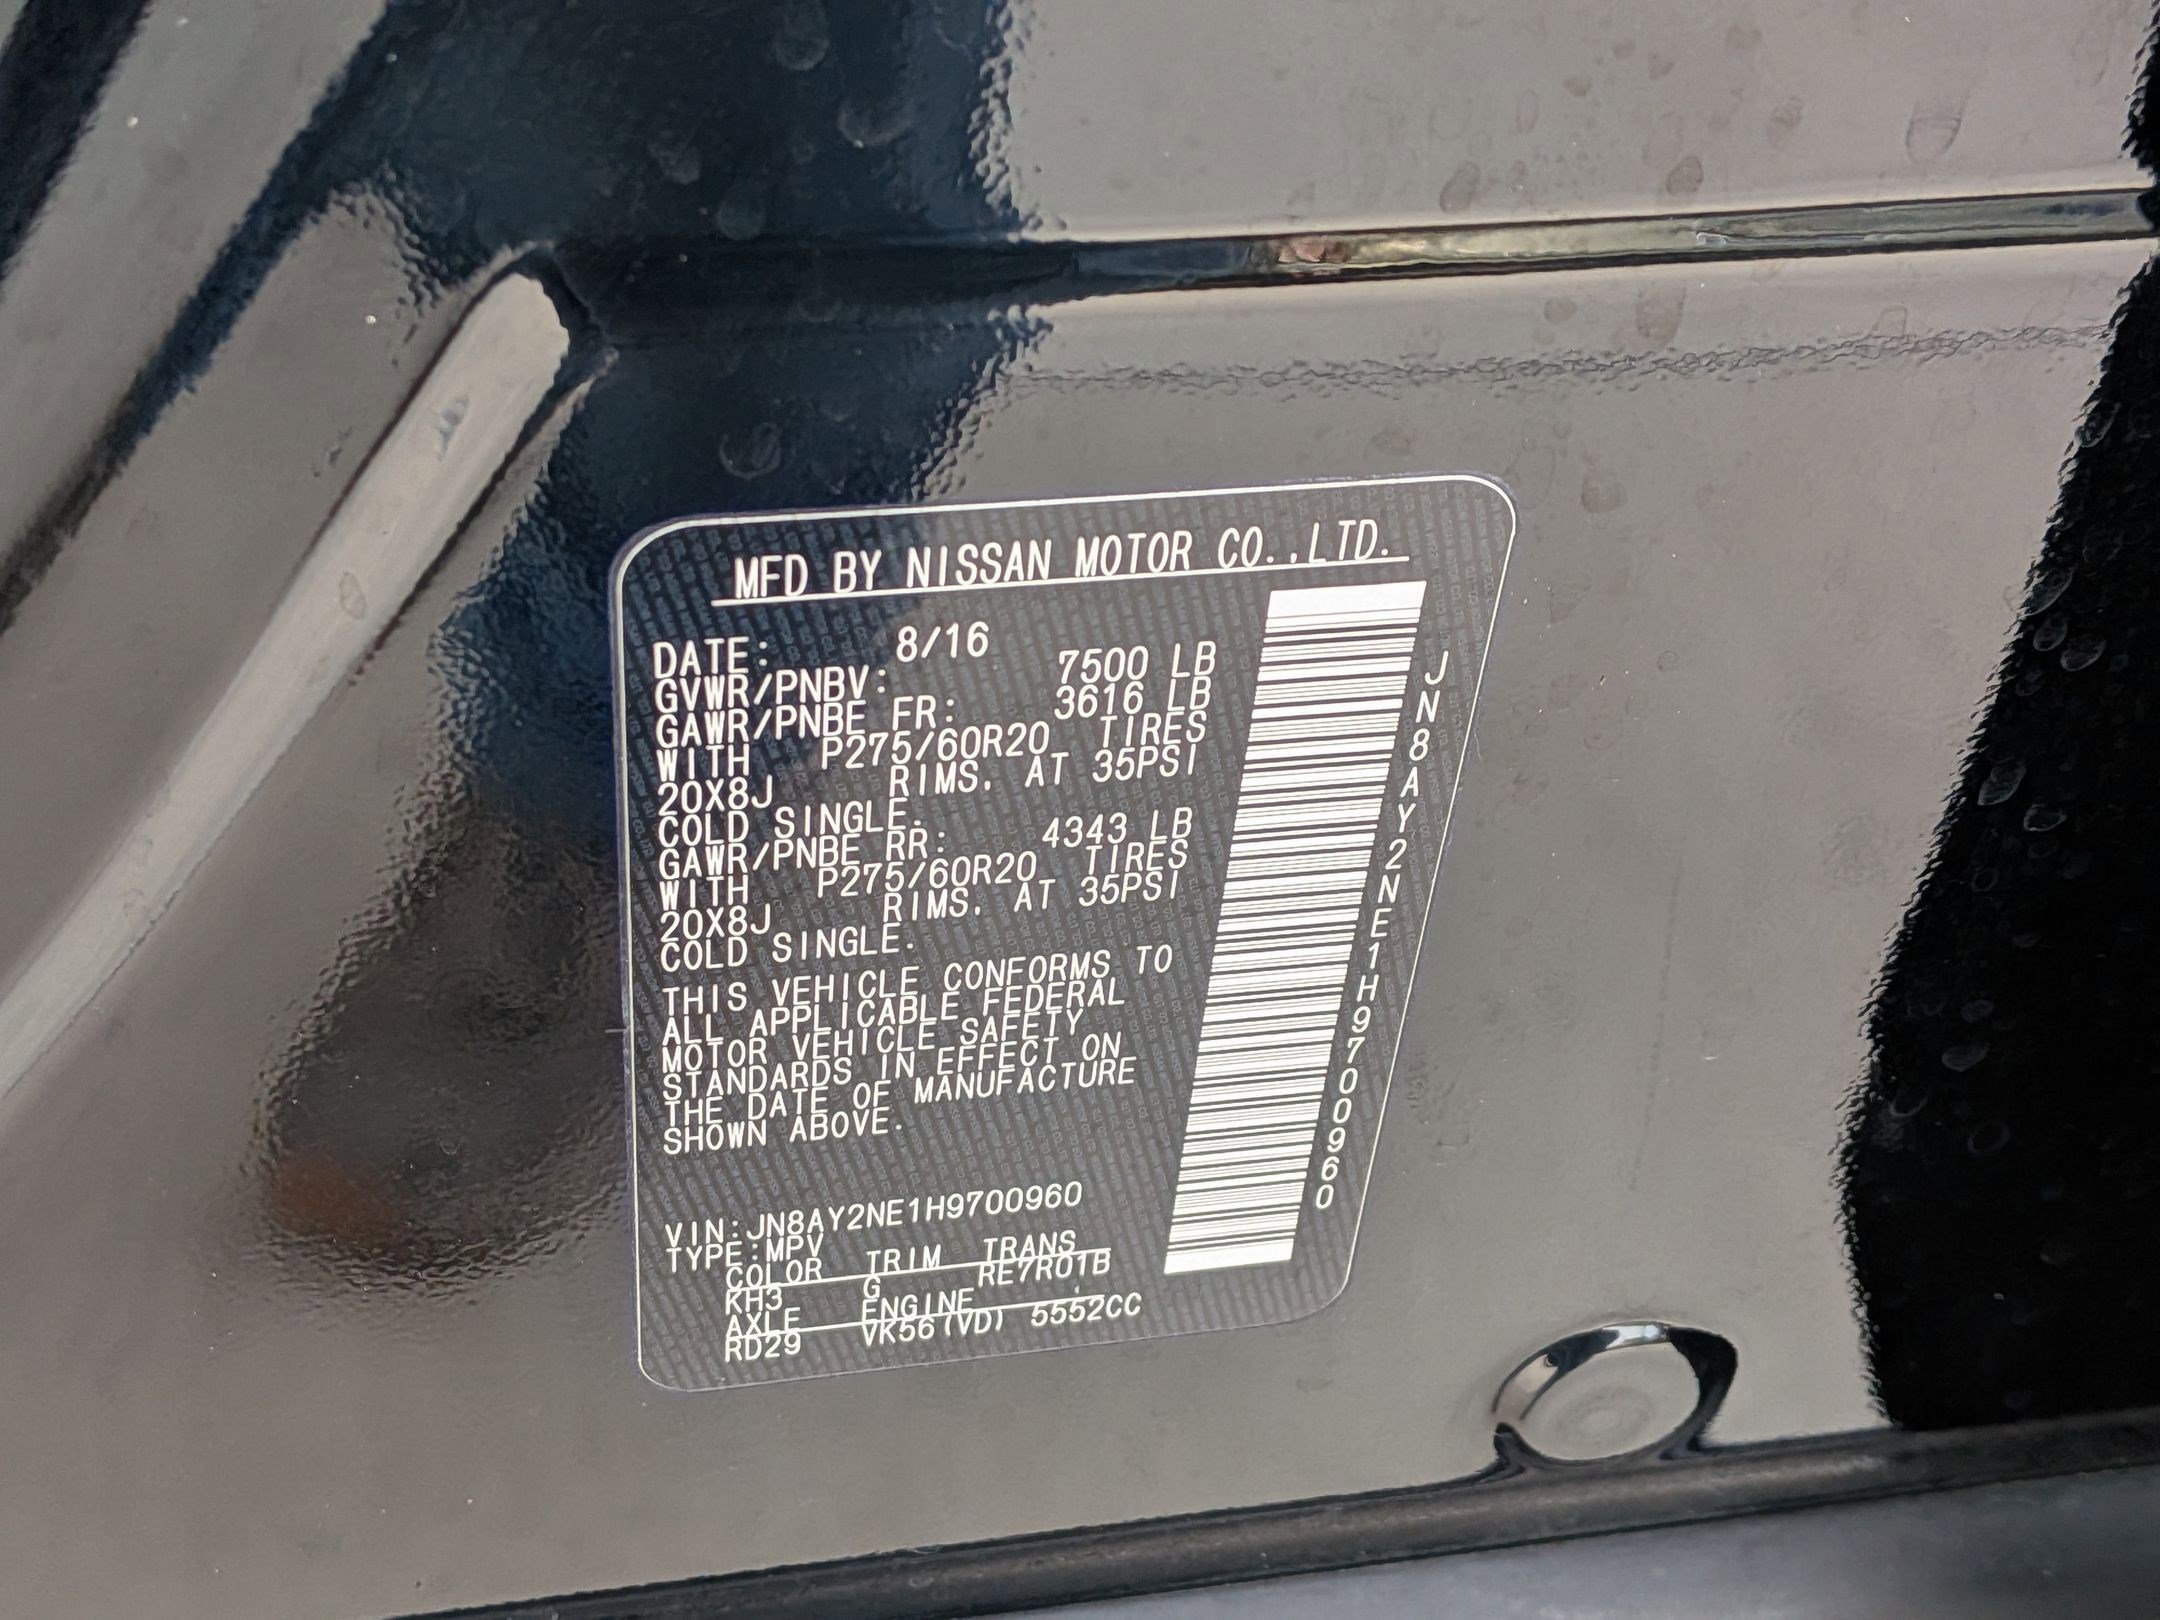 MFD BY NISSAN MOTOR CO.,LTD.
DATE: 8/16
GVWR/PNBV: 7500 LB
GAWR/PNBE FR: 3616 LB
WITH P275/60R20 TIRES
20X8J RIMS, AT 35PSI
COLD SINGLE.
GAWR/PNBE RR: 4343 LB
WITH P275/60R20 TIRES
20X8J RIMS, AT 35PSI
COLD SINGLE.
THIS VEHICLE CONFORMS TO
ALL APPLICABLE FEDERAL
MOTOR VEHICLE SAFETY
STANDARDS IN EFFECT ON
THE DATE OF MANUFACTURE
SHOWN ABOVE.
VIN:JN8AY2NE1H9700960
TYPE:MPV
COLOR TRIM TRANS
KH3 G RE7R01B
AXLE ENGINE
RD29 VK56(VD) 5552CC
JN8AY2NE1H9700960